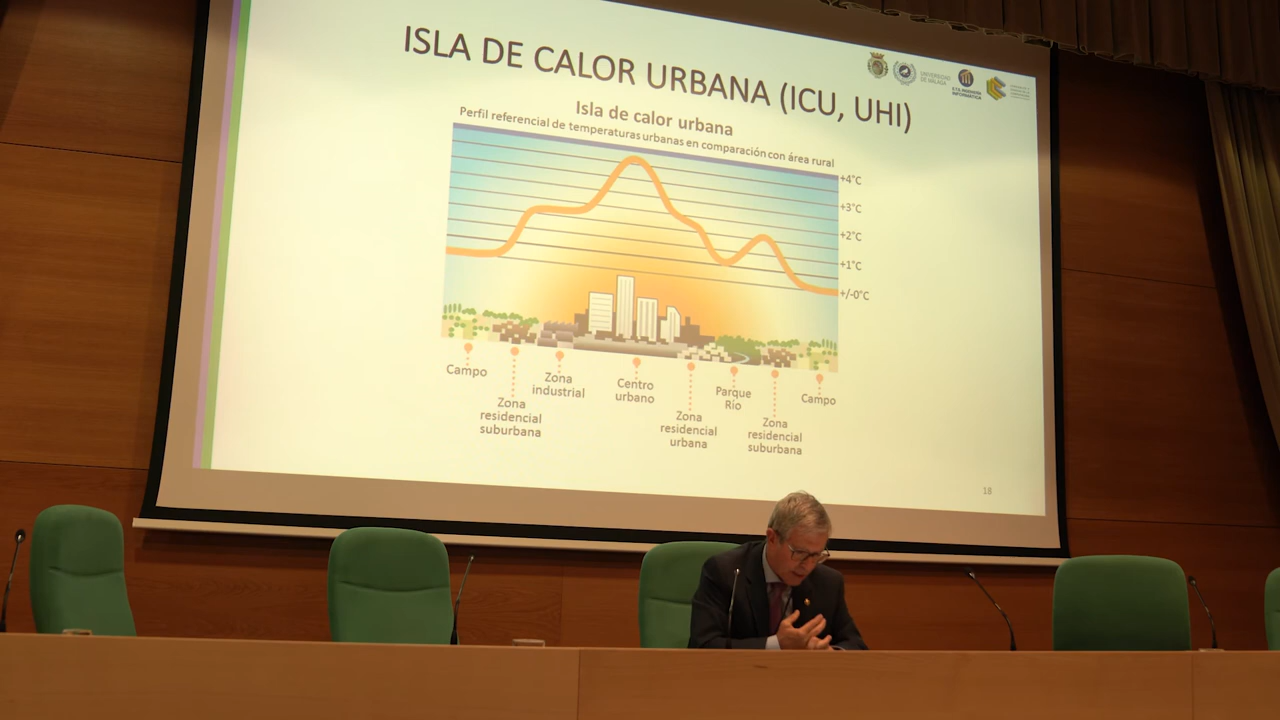 ISLA DE CALOR URBANA (ICU, UHI)
UNIVERSIDAD
DE MÁLAGA
E.T.S. INGENIERÍA
INFORMÁTICA
Isla de calor urbana
Perfil referencial de temperaturas urbanas en comparación con área rural
+4°C
+3°C
+2°C
+1°C
+/-0°C
Campo
Zona
residencial
suburbana
Zona
industrial
Centro
urbano
Zona
residencial
urbana
Parque
Río
Zona
residencial
suburbana
Campo
18